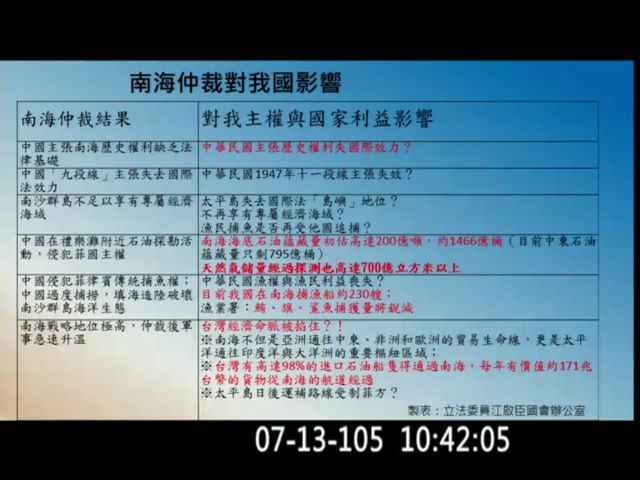 南海仲裁對我國影響
南海仲裁結果
對我主權與國家利益影響
中國主張南海歷史權利缺乏法
律基礎
中華民國主張歷史權利失國際效力？
中國「九段線」主張失去國際
法效力
中華民國1947年十一段線主張失效？
南沙群島不足以享有專屬經濟
海域
太平島失去國際法「島嶼」地位？
不再享有專屬經濟海域？
漁民捕魚是否再受他國追捕？
中國在禮樂灘附近石油探勘活
動，侵犯菲國主權
南海海底石油蘊藏量初估高達200億噸，約1466億桶（目前中東石油
蘊藏量只剩795億桶）
天然氣儲量經過探測也高達700億立方米以上
中國侵犯菲律賓傳統捕魚權；
中國過度捕撈，填海造陸破壞
南沙群島海洋生態
中華民國漁權與漁民利益喪失？
目前我國在南海捕漁船約230艘；
漁業署：鮪、旗、鯊魚捕獲量將銳減
南海戰略地位極高，仲裁後軍
事急速升溫
台灣經濟命脈被掐住？！
※南海不但是亞洲通往中東、非洲和歐洲的貿易生命線，更是太平
洋通往印度洋與大洋洲的重要樞紐區域；
※台灣有高達98%的進口石油船隻得通過南海，每年有價值約171兆
台幣的貨物從南海的航道經過
※太平島日後運補路線受制菲方？
製表：立法委員江啟臣國會辦公室
07-13-105 10:42:05